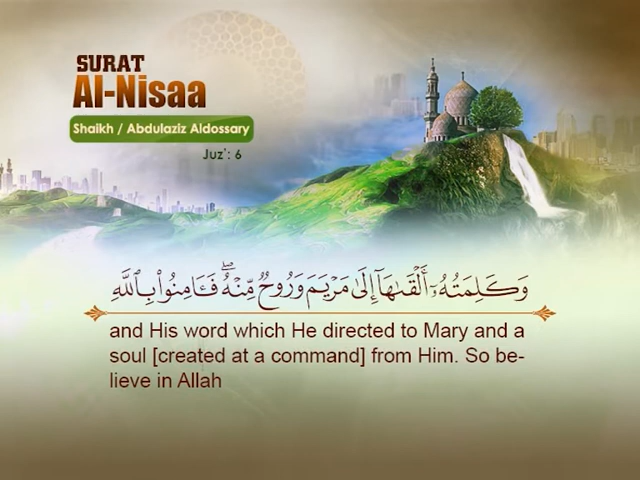 SURAT
Al-Nisaa
Shaikh / Abdulaziz Aldossary
Juz': 6
وَكَلِمَتُهُۥٓ أَلۡقَىٰهَآ إِلَىٰ مَرۡيَمَ وَرُوحٞ مِّنۡهُۖ فَـَٔامِنُواْ بِٱللَّهِ
and His word which He directed to Mary and a
soul [created at a command] from Him. So be-
lieve in Allah